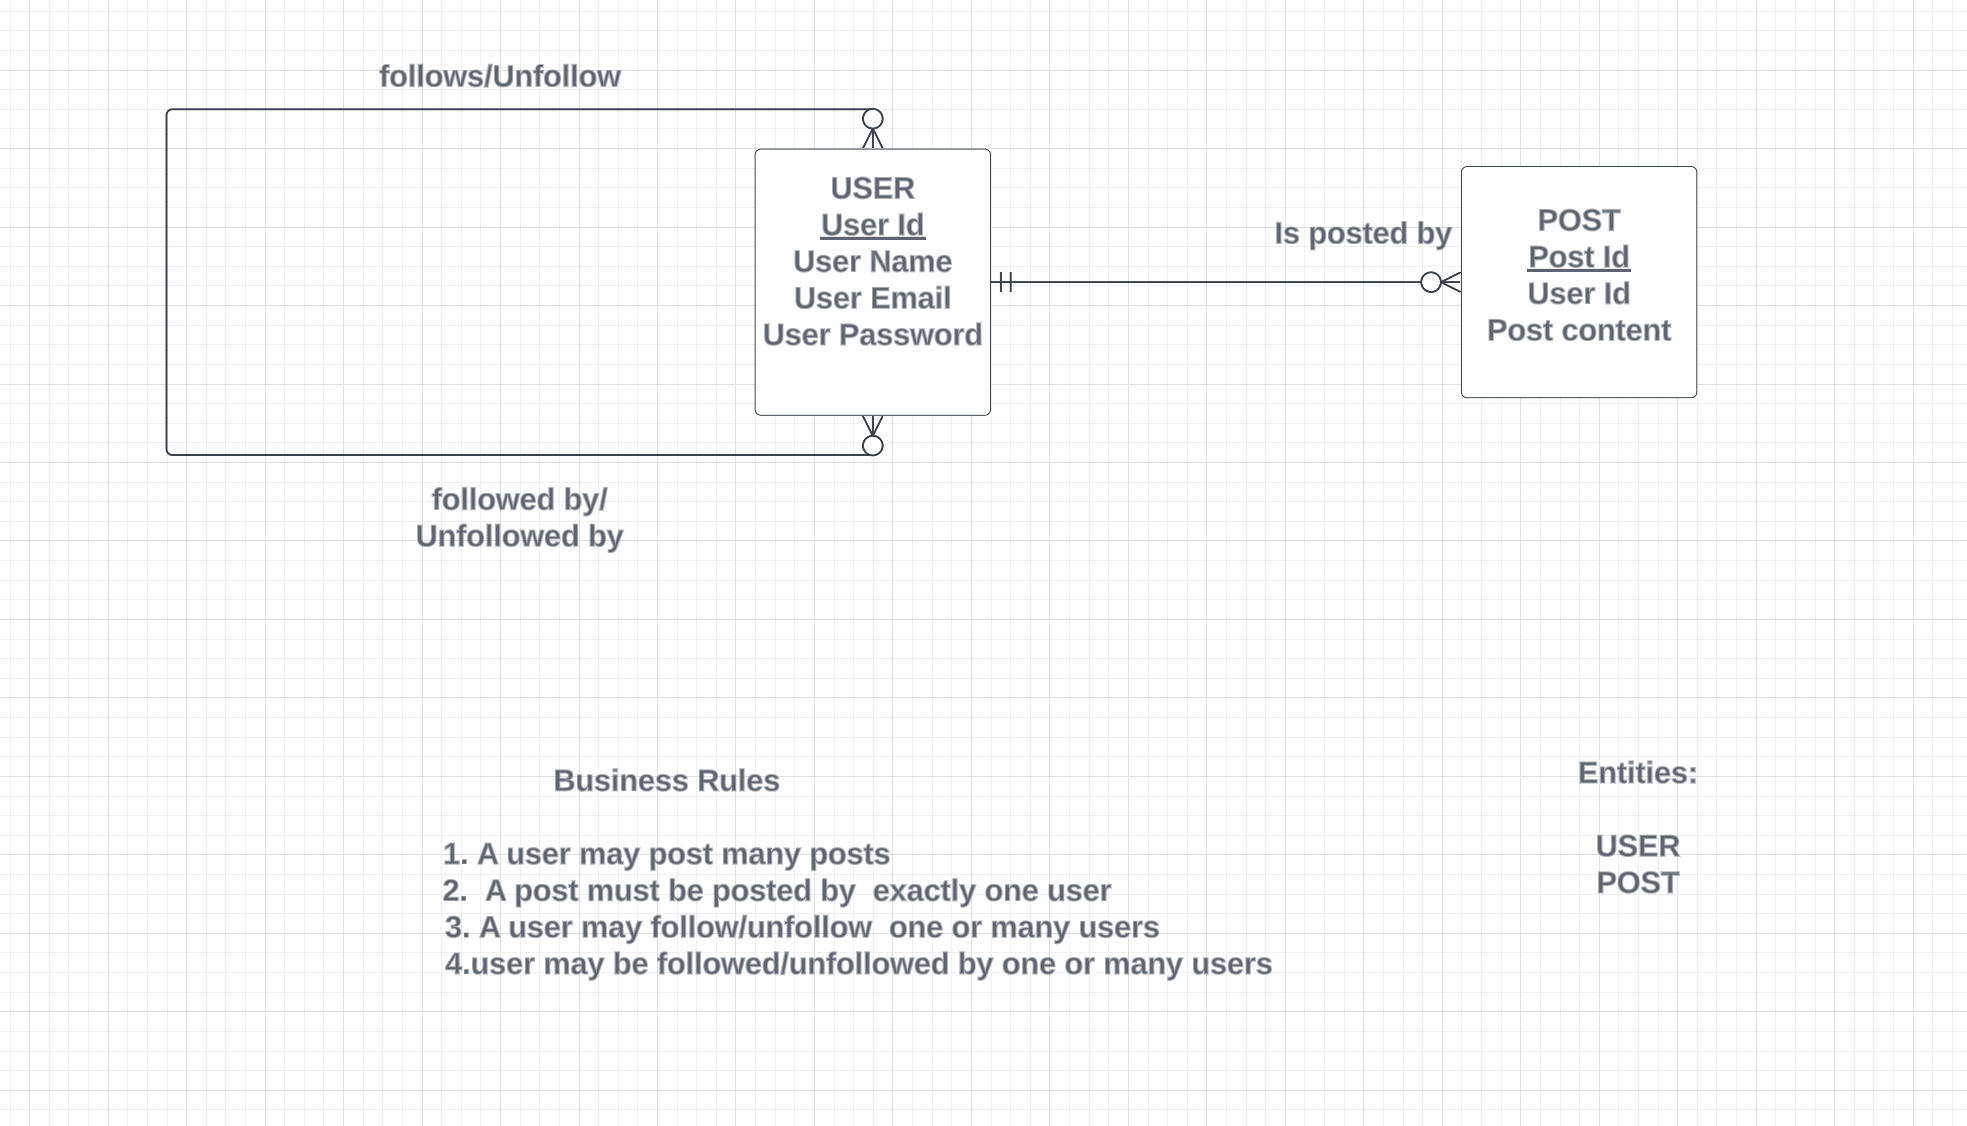 follows/Unfollow
USER
User Id
User Name
User Email
User Password
Is posted by
POST
Post Id
User Id
Post content
followed by/
Unfollowed by
Business Rules
1. A user may post many posts
2.  A post must be posted by  exactly one user
3. A user may follow/unfollow  one or many users
4.user may be followed/unfollowed by one or many users
Entities:
USER
POST